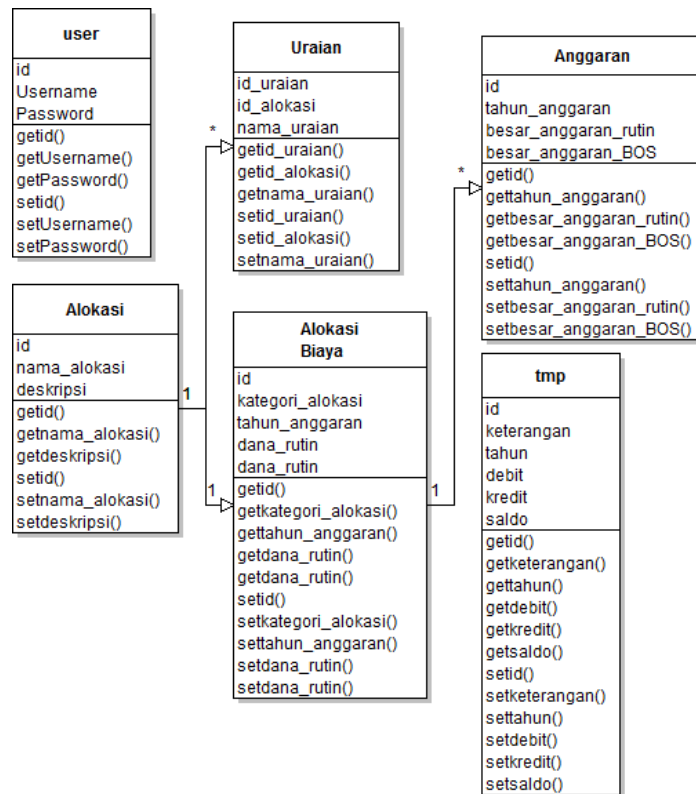 user
id
Username
Password
getid()
getUsername()
getPassword()
setid()
setUsername()
setPassword()
Uraian
id_uraian
id_alokasi
nama_uraian
getid_uraian()
getid_alokasi()
getnama_uraian()
setid_uraian()
setid_alokasi()
setnama_uraian()
*
Anggaran
id
tahun_anggaran
besar_anggaran_rutin
besar_anggaran_BOS
getid()
gettahun_anggaran()
getbesar_anggaran_rutin()
getbesar_anggaran_BOS()
setid()
settahun_anggaran()
setbesar_anggaran_rutin()
setbesar_anggaran_BOS()
*
Alokasi
id
nama_alokasi
deskripsi
getid()
getnama_alokasi()
getdeskripsi()
setid()
setnama_alokasi()
setdeskripsi()
1
1
Alokasi
Biaya
id
kategori_alokasi
tahun_anggaran
dana_rutin
dana_rutin
getid()
getkategori_alokasi()
gettahun_anggaran()
getdana_rutin()
getdana_rutin()
setid()
setkategori_alokasi()
settahun_anggaran()
setdana_rutin()
setdana_rutin()
1
tmp
id
keterangan
tahun
debit
kredit
saldo
getid()
getketerangan()
gettahun()
getdebit()
getkredit()
getsaldo()
setid()
setketerangan()
settahun()
setdebit()
setkredit()
setsaldo()